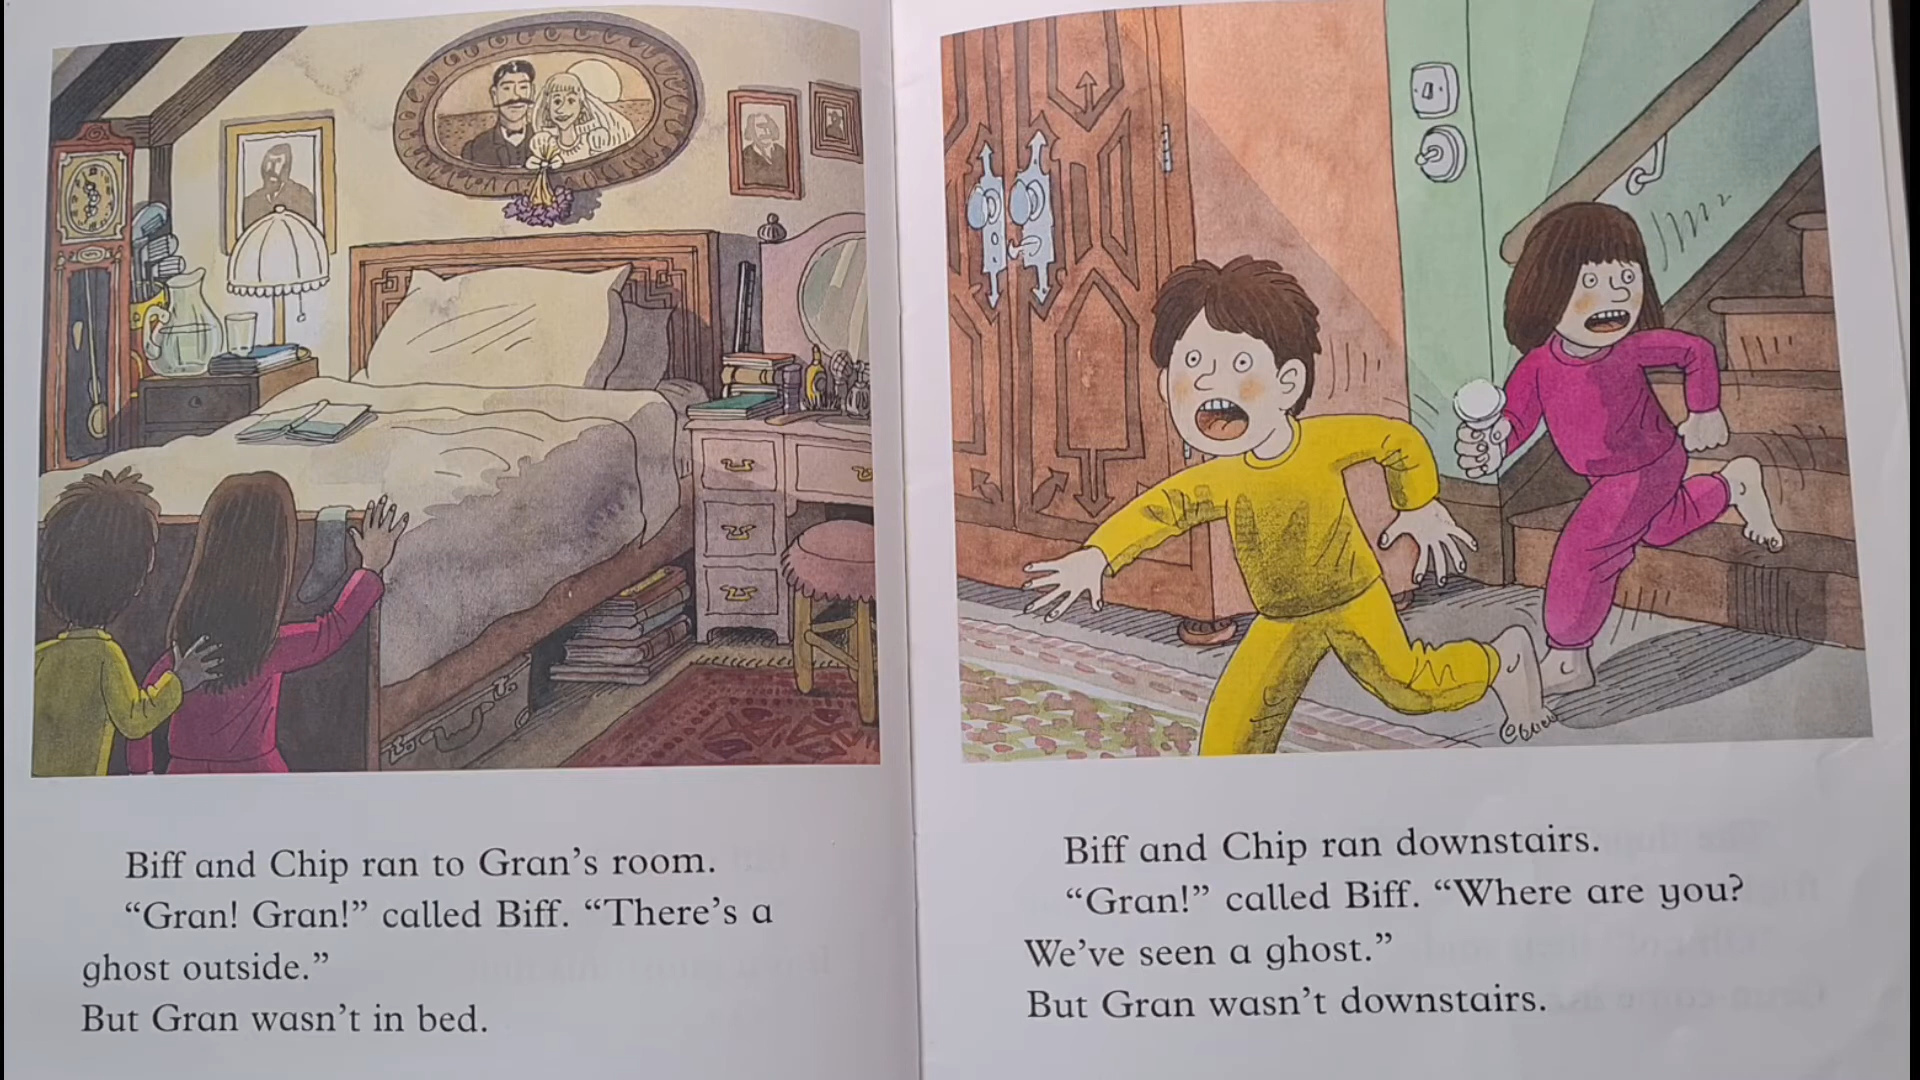 Biff and Chip ran to Gran’s room.
“Gran! Gran!” called Biff. “There’s a
ghost outside.”
But Gran wasn’t in bed.
Biff and Chip ran downstairs.
“Gran!” called Biff. “Where are you?
We’ve seen a ghost.”
But Gran wasn’t downstairs.